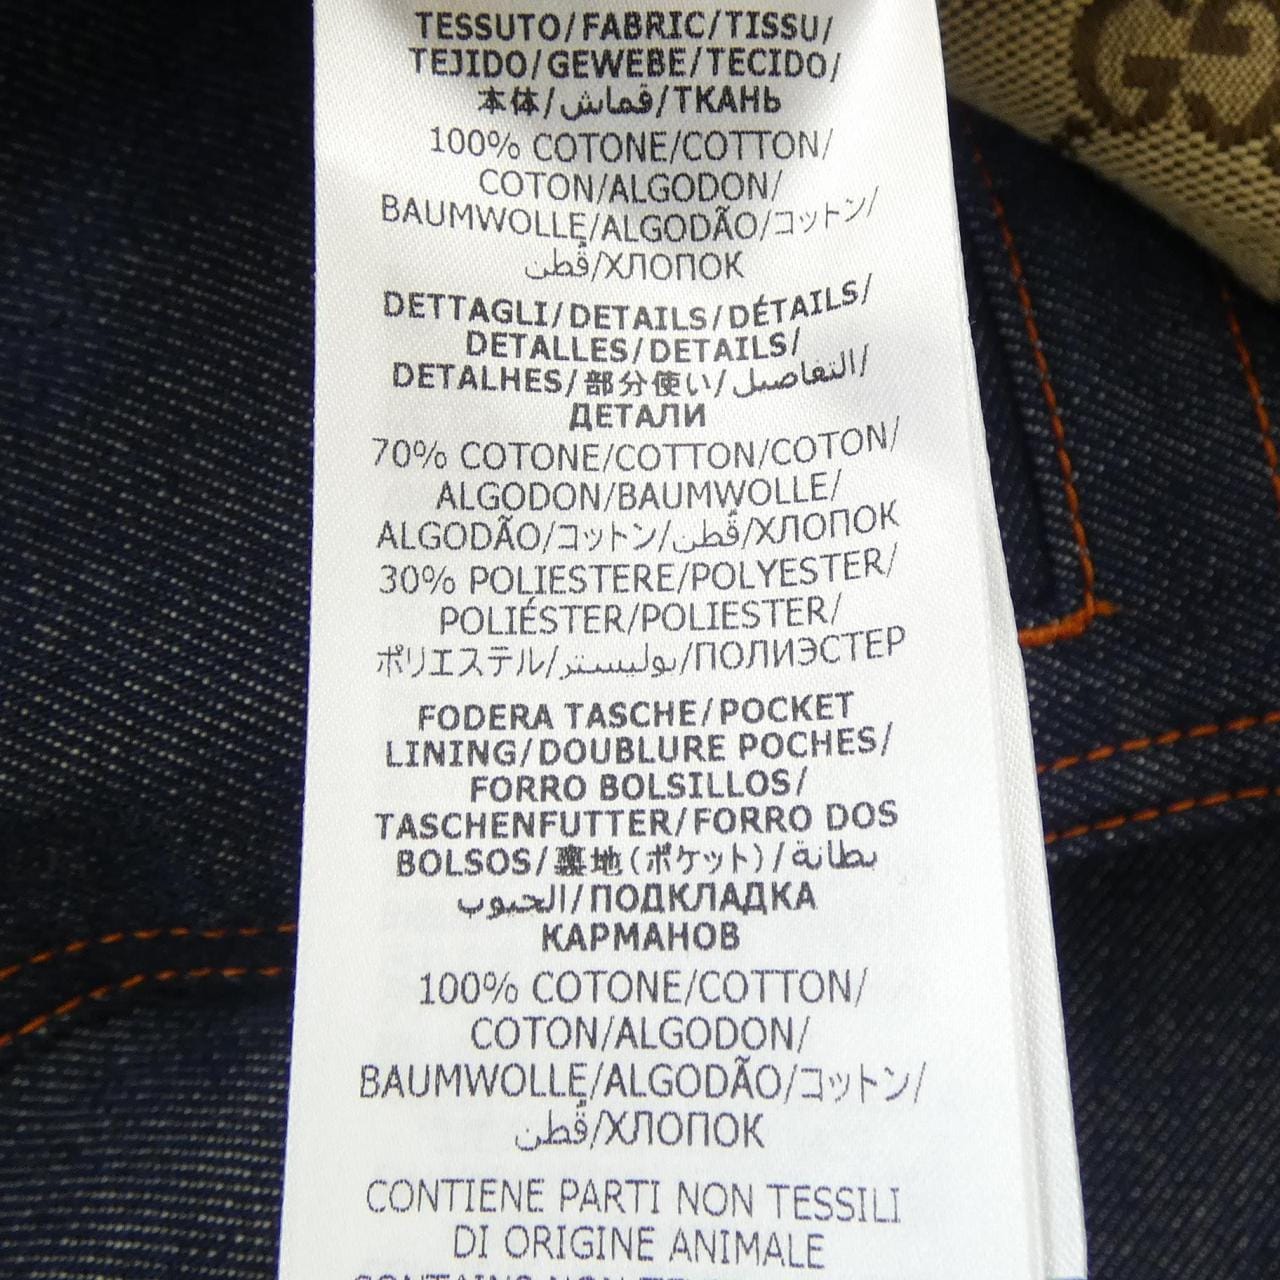 TESSUTO/FABRIC/TISSU/
TEJIDO/GEWEBE/TECIDO/
本体/قماش/ТКАНЬ
100% COTONE/COTTON/
COTON/ALGODON/
BAUMWOLLE/ALGODÃO/コットン/
قُطن/ХЛОПОК
DETTAGLI/DETAILS/DÉTAILS/
DETALLES/DETAILS/
DETALHES/部分使い/التفاصيل/
ДЕТАЛИ
70% COTONE/COTTON/COTON/
ALGODON/BAUMWOLLE/
ALGODÃO/コットン/قُطن/ХЛОПОК
30% POLIESTERE/POLYESTER/
POLIÉSTER/POLIESTER/
ポリエステル/بوليستر/ПОЛИЭСТЕР
FODERA TASCHE/POCKET
LINING/DOUBLURE POCHES/
FORRO BOLSILLOS/
TASCHENFUTTER/FORRO DOS
BOLSOS/裏地(ポケット)/بطانة
الجيوب/ПОДКЛАДКА
КАРМАНОВ
100% COTONE/COTTON/
COTON/ALGODON/
BAUMWOLLE/ALGODÃO/コットン/
قُطن/ХЛОПОК
CONTIENE PARTI NON TESSILI
DI ORIGINE ANIMALE
CONTAINS NON